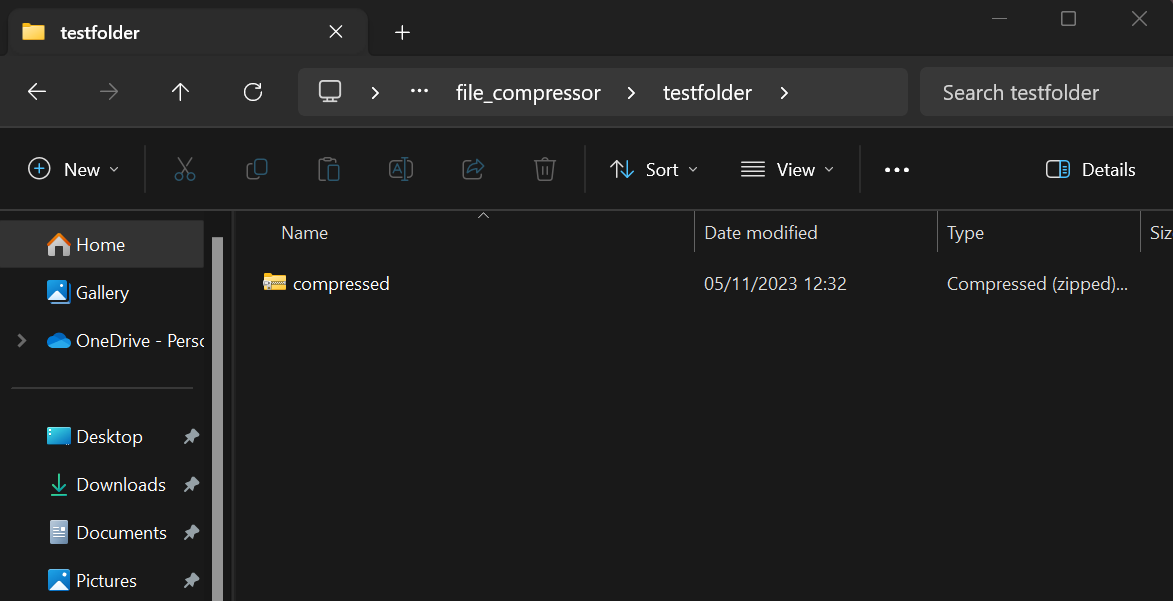 testfolder
file_compressor testfolder Search testfolder
New Sort View Details
Name Date modified Type Siz
compressed 05/11/2023 12:32 Compressed (zipped)...
Home
Gallery
OneDrive - Perso
Desktop
Downloads
Documents
Pictures